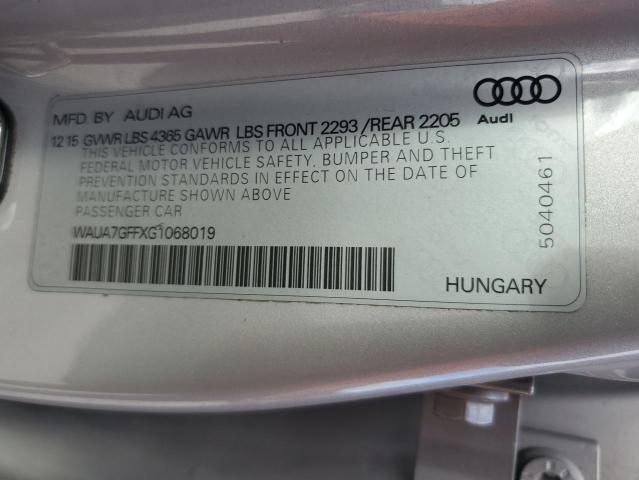 MFD. BY AUDI AG
Audi
12 15 GVWR LBS 4365 GAWR LBS FRONT 2293 /REAR 2205
THIS VEHICLE CONFORMS TO ALL APPLICABLE U.S.
FEDERAL MOTOR VEHICLE SAFETY, BUMPER AND THEFT
PREVENTION STANDARDS IN EFFECT ON THE DATE OF
MANUFACTURE SHOWN ABOVE
PASSENGER CAR
WAUA7GFFXG1068019
HUNGARY
5040461